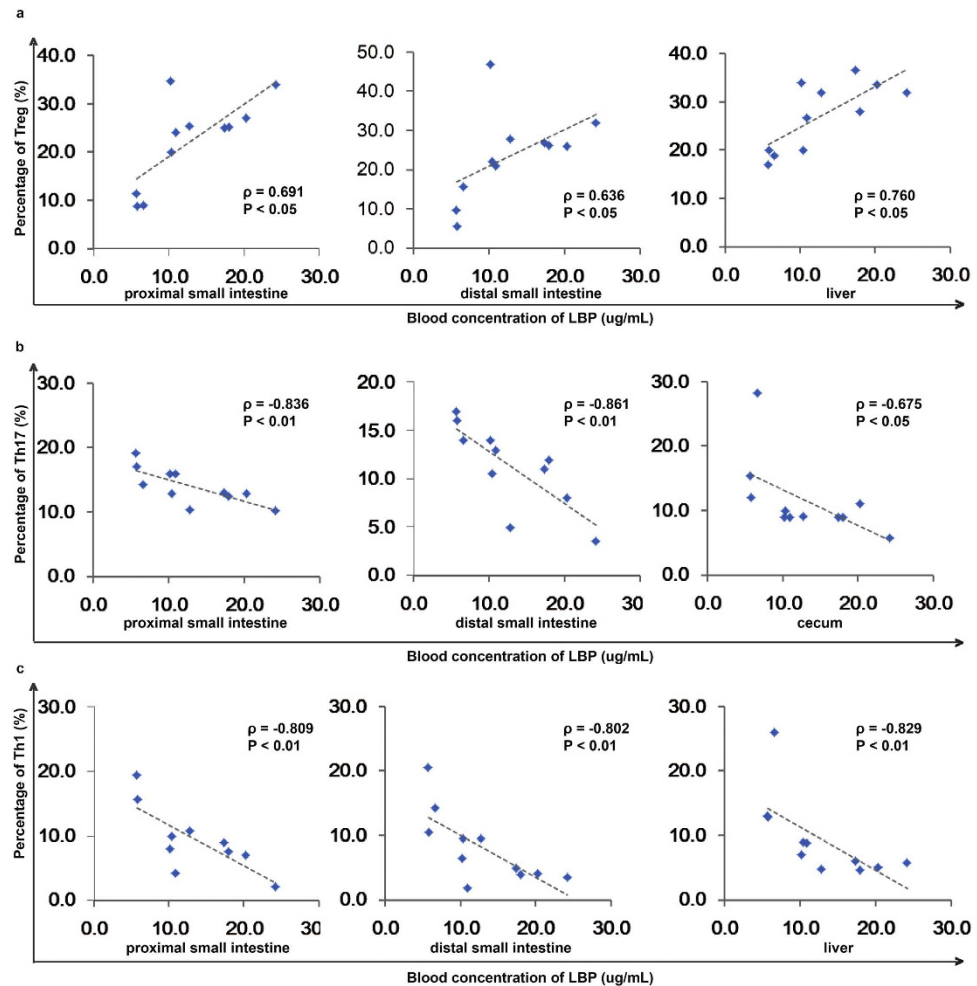 a
Percentage of Treg (%)
40.0
30.0
20.0
10.0
0.0
ρ = 0.691
P < 0.05
0.0 10.0 20.0 30.0
proximal small intestine
50.0
40.0
30.0
20.0
10.0
0.0
ρ = 0.636
P < 0.05
0.0 10.0 20.0 30.0
distal small intestine
40.0
30.0
20.0
10.0
0.0
ρ = 0.760
P < 0.05
0.0 10.0 20.0 30.0
liver
Blood concentration of LBP (ug/mL)
b
Percentage of Th17 (%)
30.0
20.0
10.0
0.0
ρ = -0.836
P < 0.01
0.0 10.0 20.0 30.0
proximal small intestine
20.0
15.0
10.0
5.0
0.0
ρ = -0.861
P < 0.01
0.0 10.0 20.0 30.0
distal small intestine
30.0
20.0
10.0
0.0
ρ = -0.675
P < 0.05
0.0 10.0 20.0 30.0
cecum
Blood concentration of LBP (ug/mL)
c
Percentage of Th1 (%)
30.0
20.0
10.0
0.0
ρ = -0.809
P < 0.01
0.0 10.0 20.0 30.0
proximal small intestine
30.0
20.0
10.0
0.0
ρ = -0.802
P < 0.01
0.0 10.0 20.0 30.0
distal small intestine
30.0
20.0
10.0
0.0
ρ = -0.829
P < 0.01
0.0 10.0 20.0 30.0
liver
Blood concentration of LBP (ug/mL)